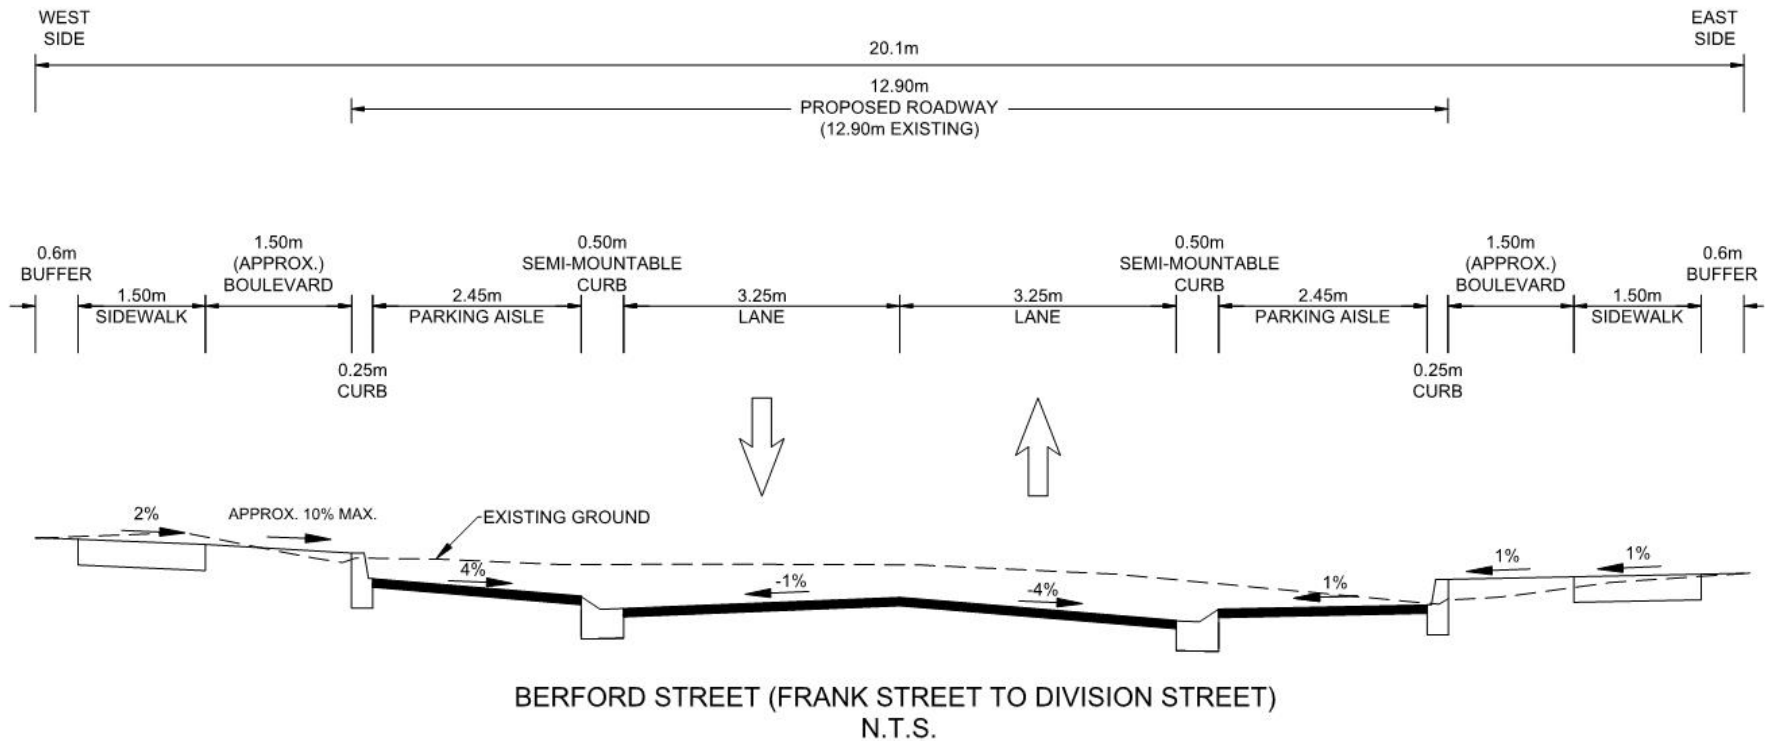 WEST
SIDE
EAST
SIDE
20.1m
12.90m
PROPOSED ROADWAY
(12.90m EXISTING)
0.6m
BUFFER
1.50m
SIDEWALK
1.50m
(APPROX.)
BOULEVARD
0.25m
CURB
2.45m
PARKING AISLE
0.50m
SEMI-MOUNTABLE
CURB
3.25m
LANE
3.25m
LANE
0.50m
SEMI-MOUNTABLE
CURB
2.45m
PARKING AISLE
0.25m
CURB
1.50m
(APPROX.)
BOULEVARD
1.50m
SIDEWALK
0.6m
BUFFER
2%
APPROX. 10% MAX.
EXISTING GROUND
4%
-1%
-4%
1%
1%
1%
BERFORD STREET (FRANK STREET TO DIVISION STREET)
N.T.S.